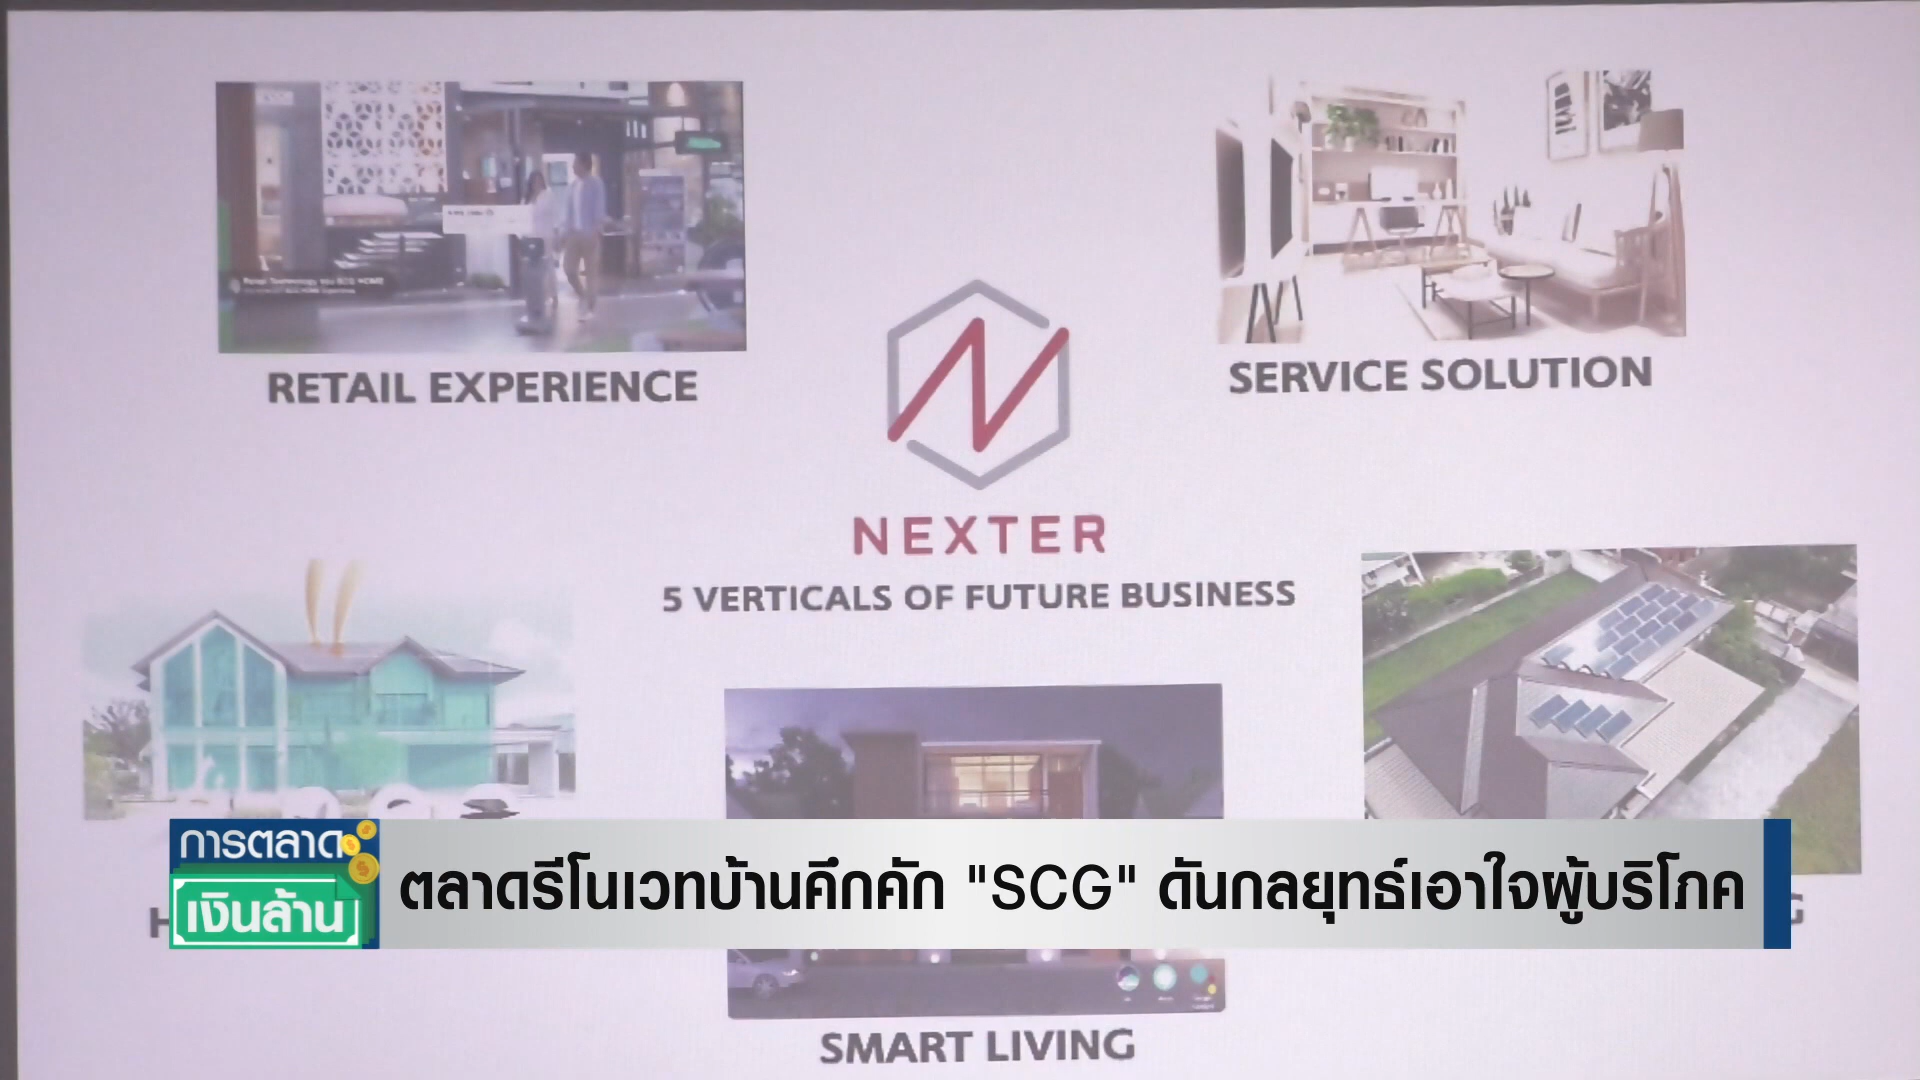 RETAIL EXPERIENCE
SERVICE SOLUTION
NEXTER
5 VERTICALS OF FUTURE BUSINESS
การตลาด
เงินล้าน
ตลาดรีโนเวทบ้านคึกคัก "SCG" ดันกลยุทธ์เอาใจผู้บริโภค
SMART LIVING